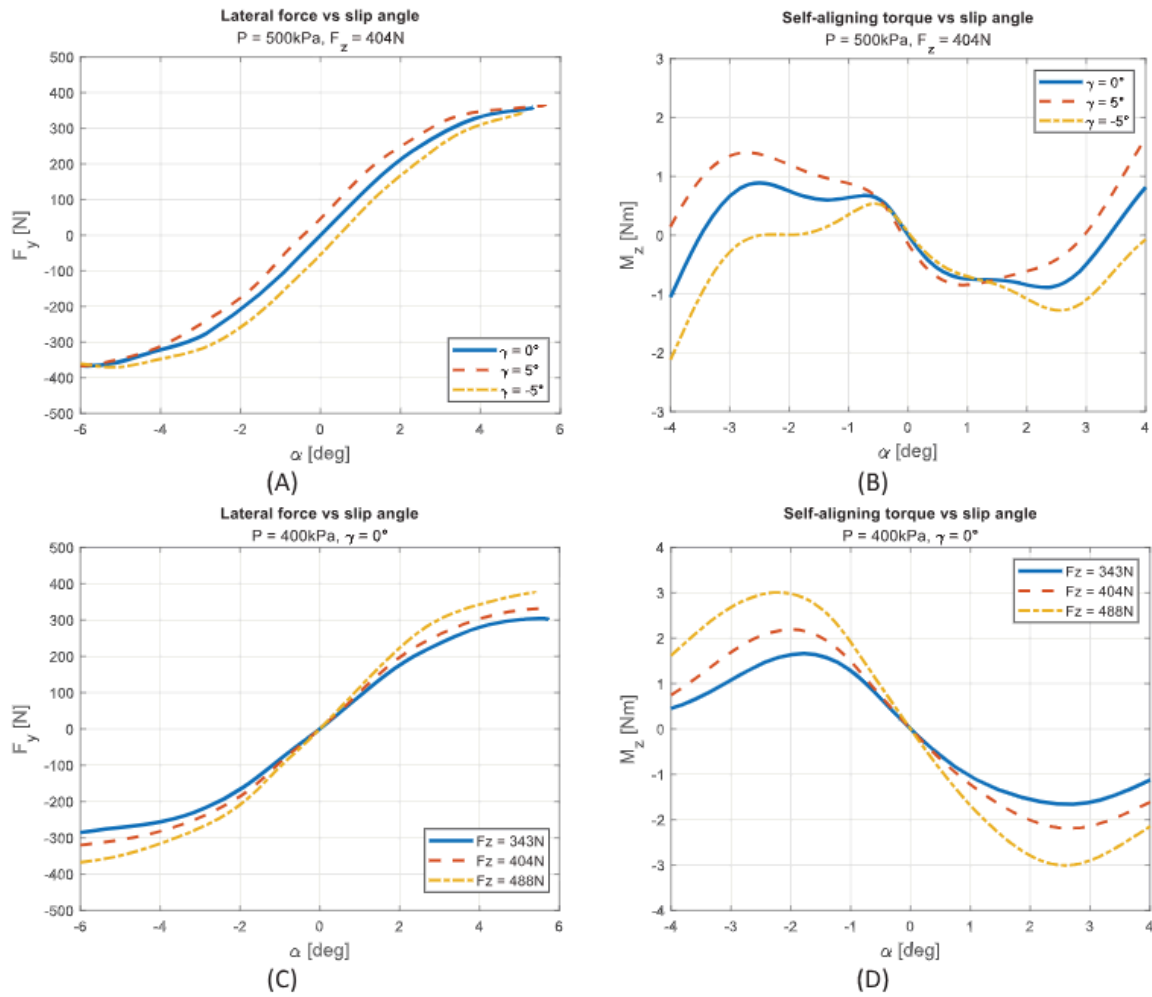 Lateral force vs slip angle
P = 500kPa, F_z = 404N
500
400
300
200
100
0
-100
-200
-300
-400
-500
F_y [N]
-6
-4
-2
0
2
4
6
α [deg]
γ = 0°
γ = 5°
γ = -5°
(A)
Self-aligning torque vs slip angle
P = 500kPa, F_z = 404N
3
2
1
0
-1
-2
-3
M_z [Nm]
-4
-3
-2
-1
0
1
2
3
4
α [deg]
γ = 0°
γ = 5°
γ = -5°
(B)
Lateral force vs slip angle
P = 400kPa, γ = 0°
500
400
300
200
100
0
-100
-200
-300
-400
-500
F_y [N]
-6
-4
-2
0
2
4
6
α [deg]
Fz = 343N
Fz = 404N
Fz = 488N
(C)
Self-aligning torque vs slip angle
P = 400kPa, γ = 0°
4
3
2
1
0
-1
-2
-3
-4
M_z [Nm]
-4
-3
-2
-1
0
1
2
3
4
α [deg]
Fz = 343N
Fz = 404N
Fz = 488N
(D)